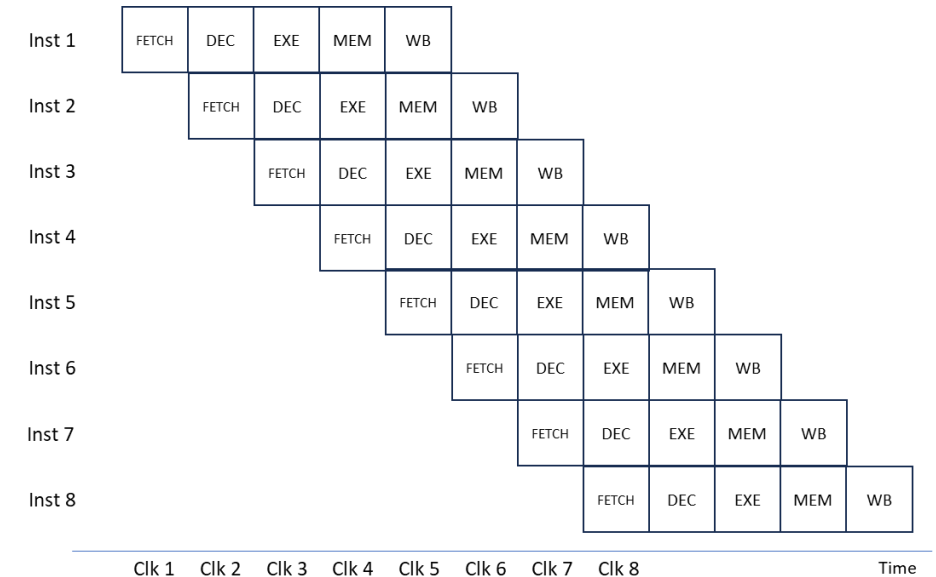 Inst 1 FETCH DEC EXE MEM WB
Inst 2 FETCH DEC EXE MEM WB
Inst 3 FETCH DEC EXE MEM WB
Inst 4 FETCH DEC EXE MEM WB
Inst 5 FETCH DEC EXE MEM WB
Inst 6 FETCH DEC EXE MEM WB
Inst 7 FETCH DEC EXE MEM WB
Inst 8 FETCH DEC EXE MEM WB
Clk 1 Clk 2 Clk 3 Clk 4 Clk 5 Clk 6 Clk 7 Clk 8 Time